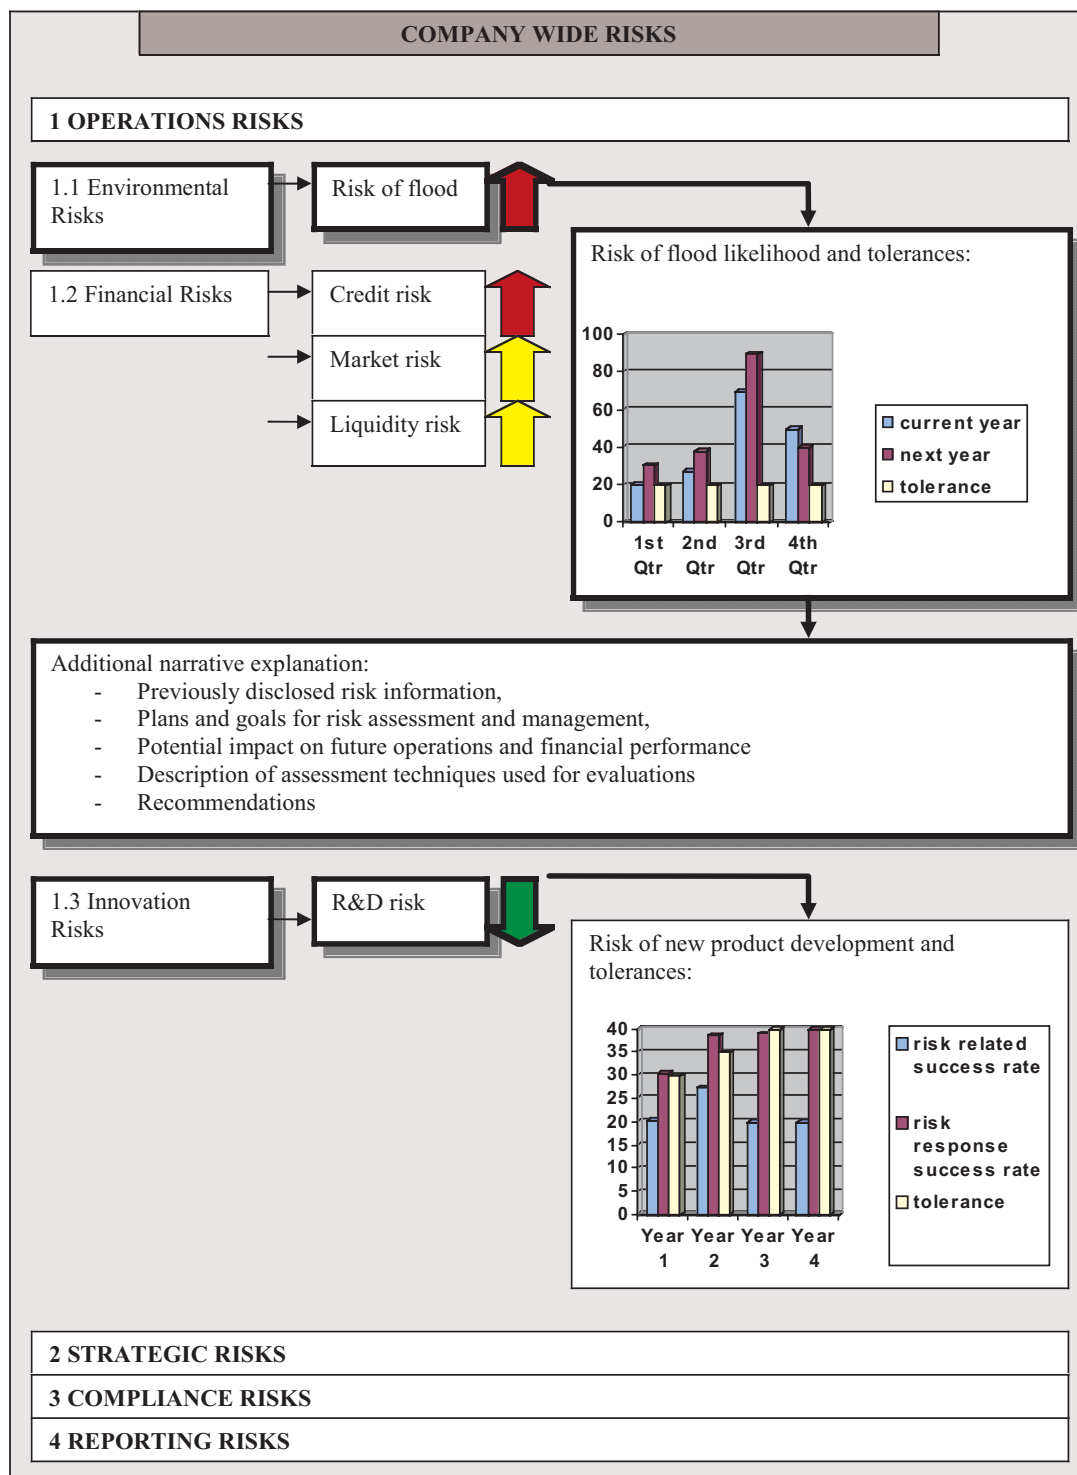 COMPANY WIDE RISKS
1 OPERATIONS RISKS
1.1 Environmental
Risks
Risk of flood
1.2 Financial Risks
Credit risk
Market risk
Liquidity risk
Risk of flood likelihood and tolerances:
100
80
60
40
20
0
1st 2nd 3rd 4th
Qtr Qtr Qtr Qtr
current year
next year
tolerance
Additional narrative explanation:
- Previously disclosed risk information,
- Plans and goals for risk assessment and management,
- Potential impact on future operations and financial performance
- Description of assessment techniques used for evaluations
- Recommendations
1.3 Innovation
Risks
R&D risk
Risk of new product development and
tolerances:
40
35
30
25
20
15
10
5
0
Year Year Year Year
1 2 3 4
risk related
success rate
risk
response
success rate
tolerance
2 STRATEGIC RISKS
3 COMPLIANCE RISKS
4 REPORTING RISKS